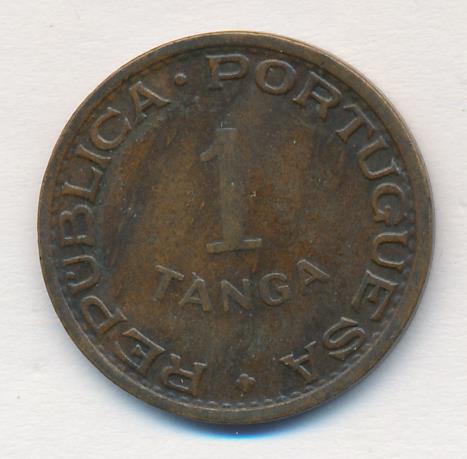 REPUBLICA · PORTUGUESA ·
1
TANGA